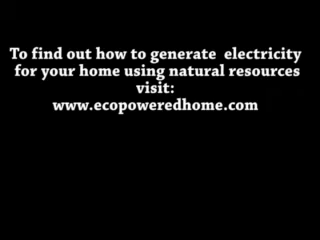 To find out how to generate electricity
for your home using natural resources
visit:
www.ecopoweredhome.com